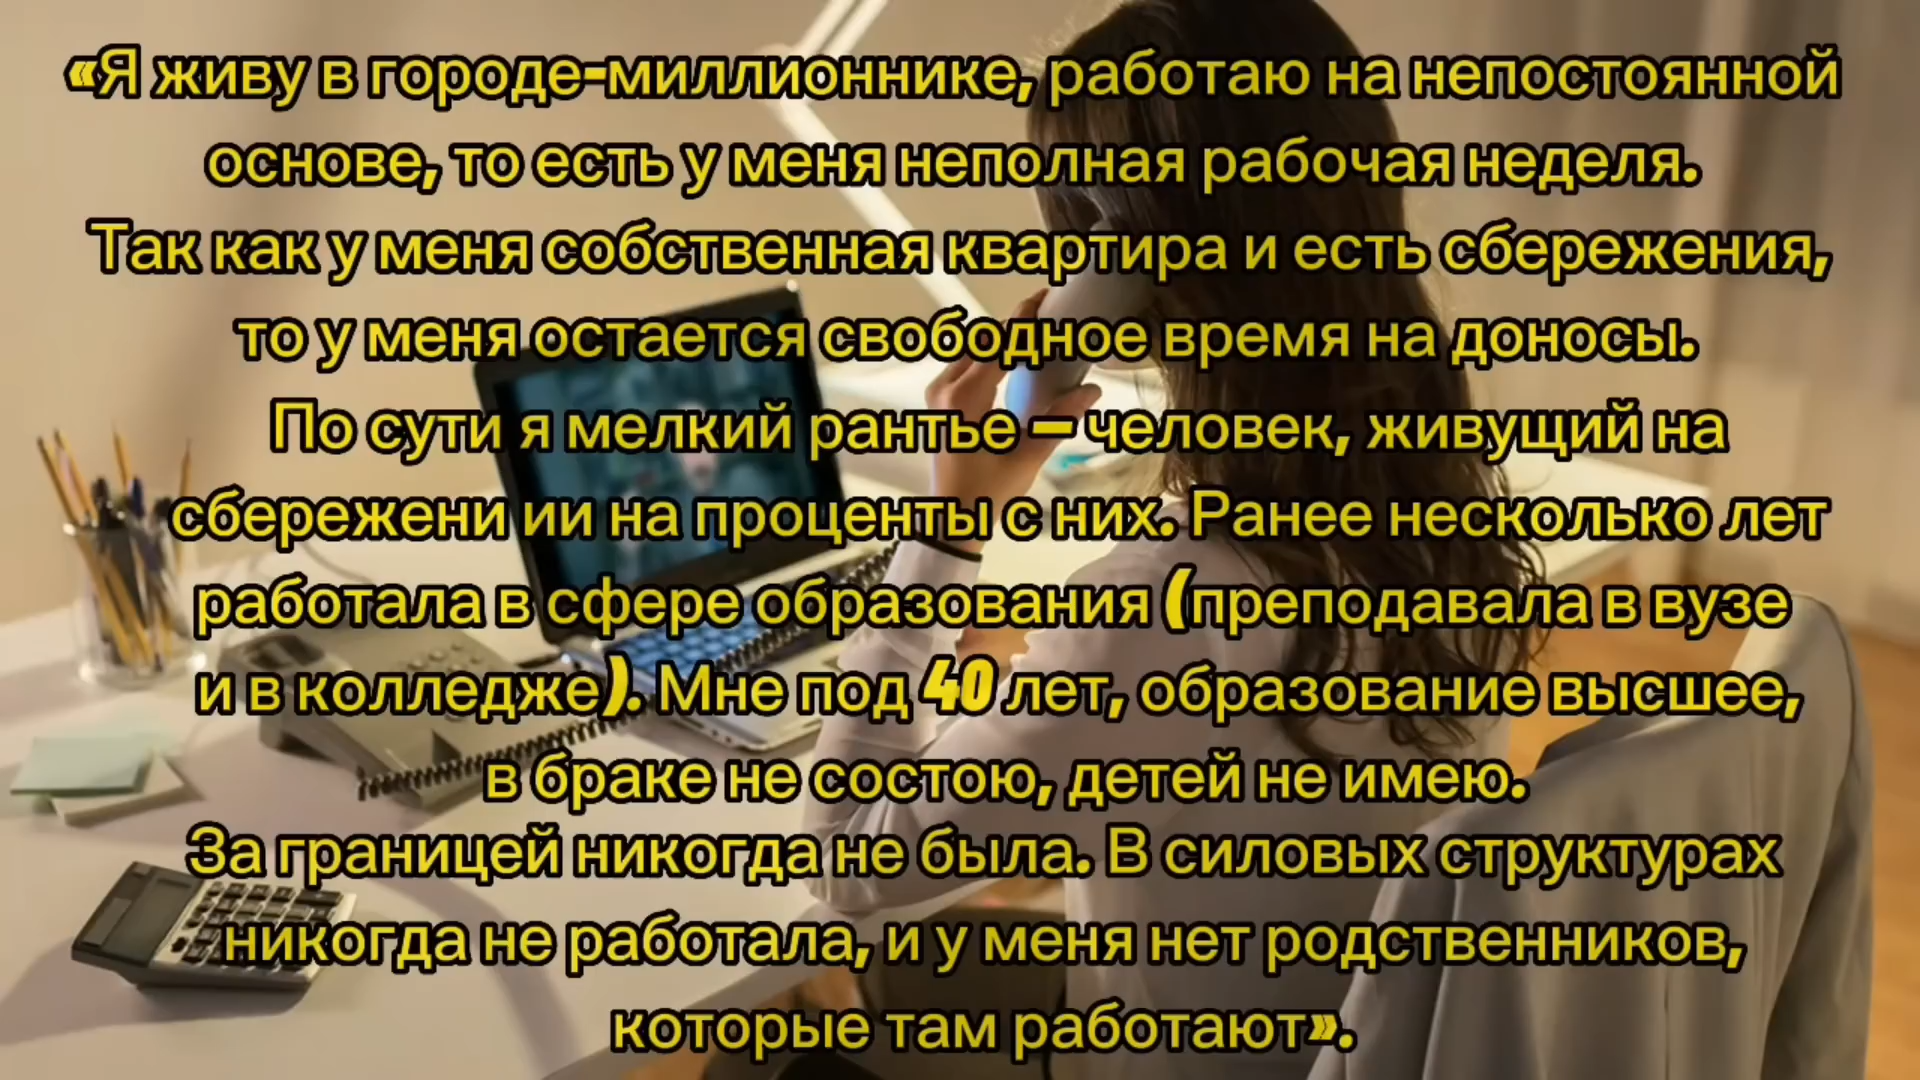 «Я живу в городе-миллионнике, работаю на непостоянной
основе, то есть у меня неполная рабочая неделя.
Так как у меня собственная квартира и есть сбережения,
то у меня остается свободное время на доносы.
По сути я мелкий рантье – человек, живущий на
сбережени ии на проценты с них. Ранее несколько лет
работала в сфере образования (преподавала в вузе
и в колледже). Мне под 40 лет, образование высшее,
в браке не состою, детей не имею.
За границей никогда не была. В силовых структурах
никогда не работала, и у меня нет родственников,
которые там работают».